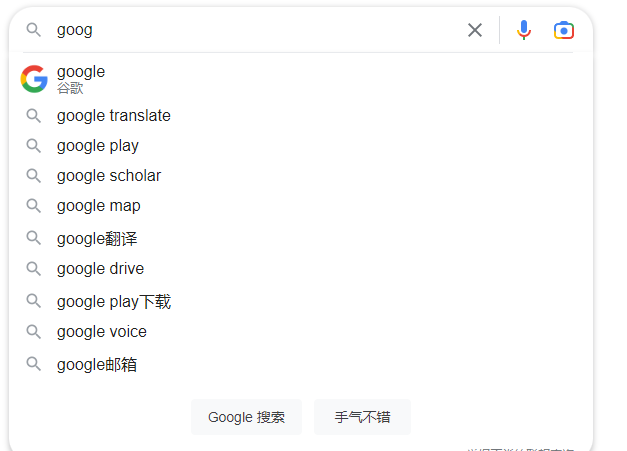 goog
google
谷歌
google translate
google play
google scholar
google map
google翻译
google drive
google play下载
google voice
google邮箱
Google 搜索
手气不错